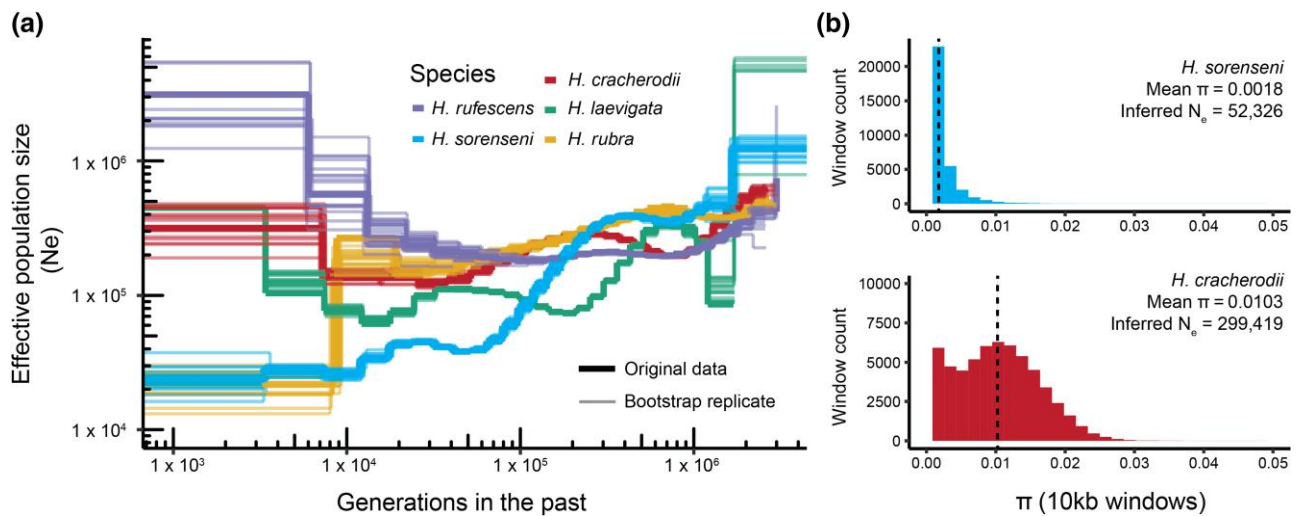 (a)
Effective population size
(Ne)
1 x 10⁶
1 x 10⁵
1 x 10⁴
Species
H. rufescens
H. sorenseni
H. cracherodii
H. laevigata
H. rubra
Original data
Bootstrap replicate
1 x 10³
1 x 10⁴
1 x 10⁵
1 x 10⁶
Generations in the past
(b)
Window count
20000
15000
10000
5000
0
H. sorenseni
Mean π = 0.0018
Inferred Nₑ = 52,326
0.00
0.01
0.02
0.03
0.04
0.05
Window count
10000
7500
5000
2500
0
H. cracherodii
Mean π = 0.0103
Inferred Nₑ = 299,419
0.00
0.01
0.02
0.03
0.04
0.05
π (10kb windows)